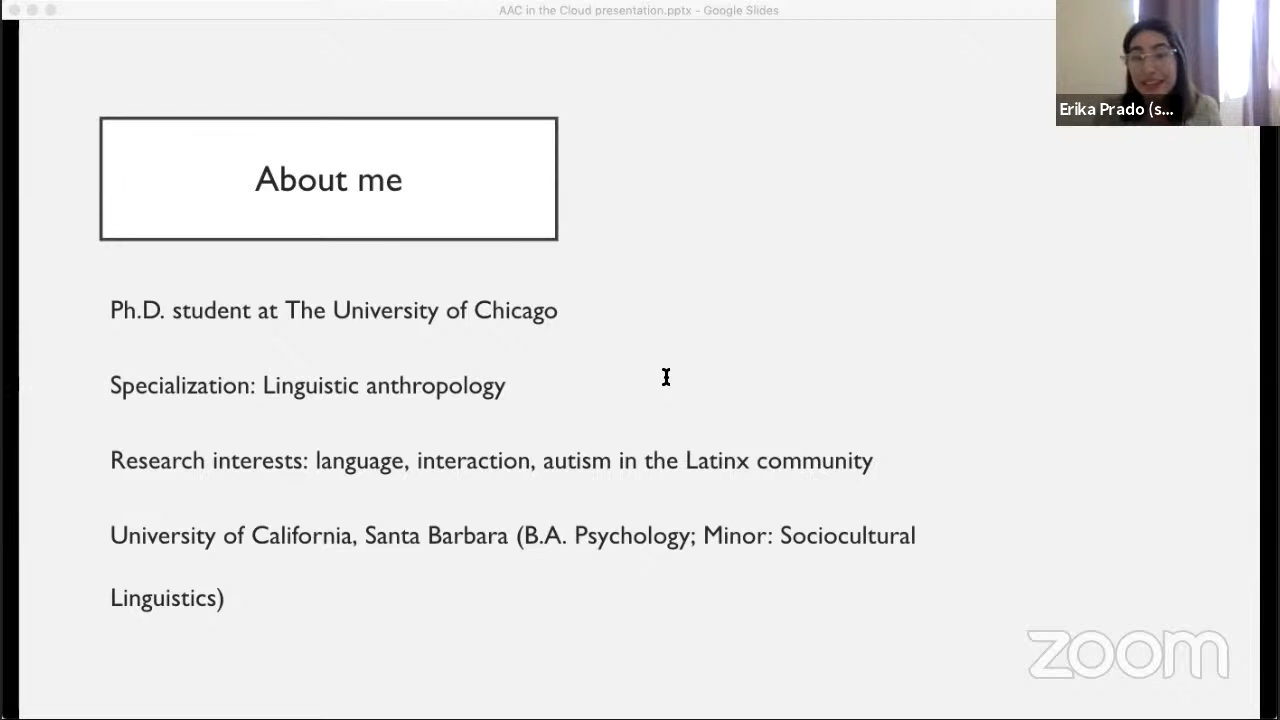 AAC in the Cloud presentation.pptx - Google Slides
Erika Prado (s...
About me
Ph.D. student at The University of Chicago
Specialization: Linguistic anthropology
Research interests: language, interaction, autism in the Latinx community
University of California, Santa Barbara (B.A. Psychology; Minor: Sociocultural
Linguistics)
zoom